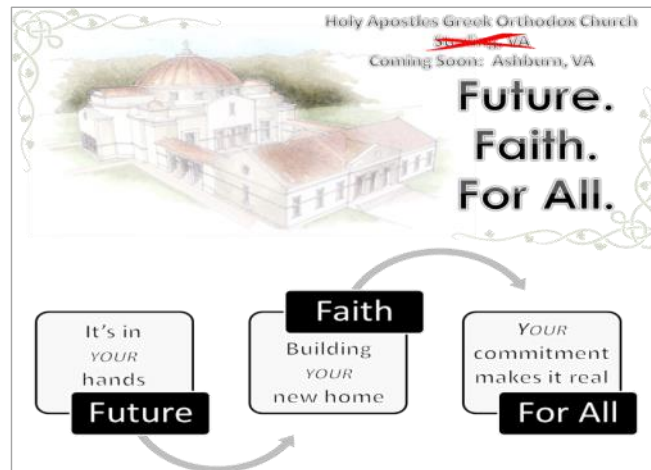 Holy Apostles Greek Orthodox Church
Sterling, VA
Coming Soon: Ashburn, VA
Future.
Faith.
For All.
It's in
YOUR
hands
Future
Faith
Building
YOUR
new home
YOUR
commitment
makes it real
For All